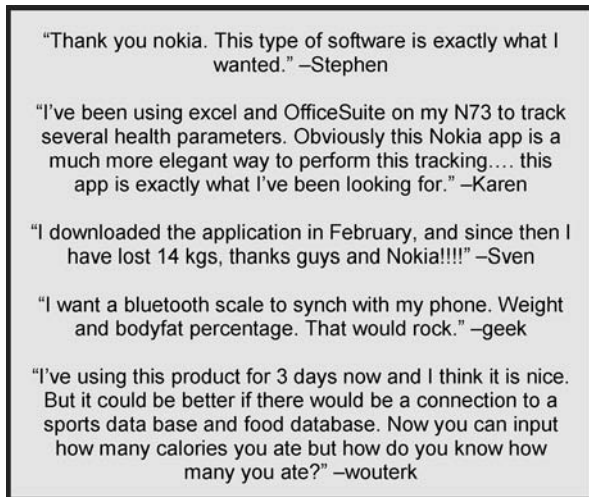 “Thank you nokia. This type of software is exactly what I
wanted.” –Stephen
“I’ve been using excel and OfficeSuite on my N73 to track
several health parameters. Obviously this Nokia app is a
much more elegant way to perform this tracking…. this
app is exactly what I’ve been looking for.” –Karen
“I downloaded the application in February, and since then I
have lost 14 kgs, thanks guys and Nokia!!!!” –Sven
“I want a bluetooth scale to synch with my phone. Weight
and bodyfat percentage. That would rock.” –geek
“I’ve using this product for 3 days now and I think it is nice.
But it could be better if there would be a connection to a
sports data base and food database. Now you can input
how many calories you ate but how do you know how
many you ate?” –wouterk